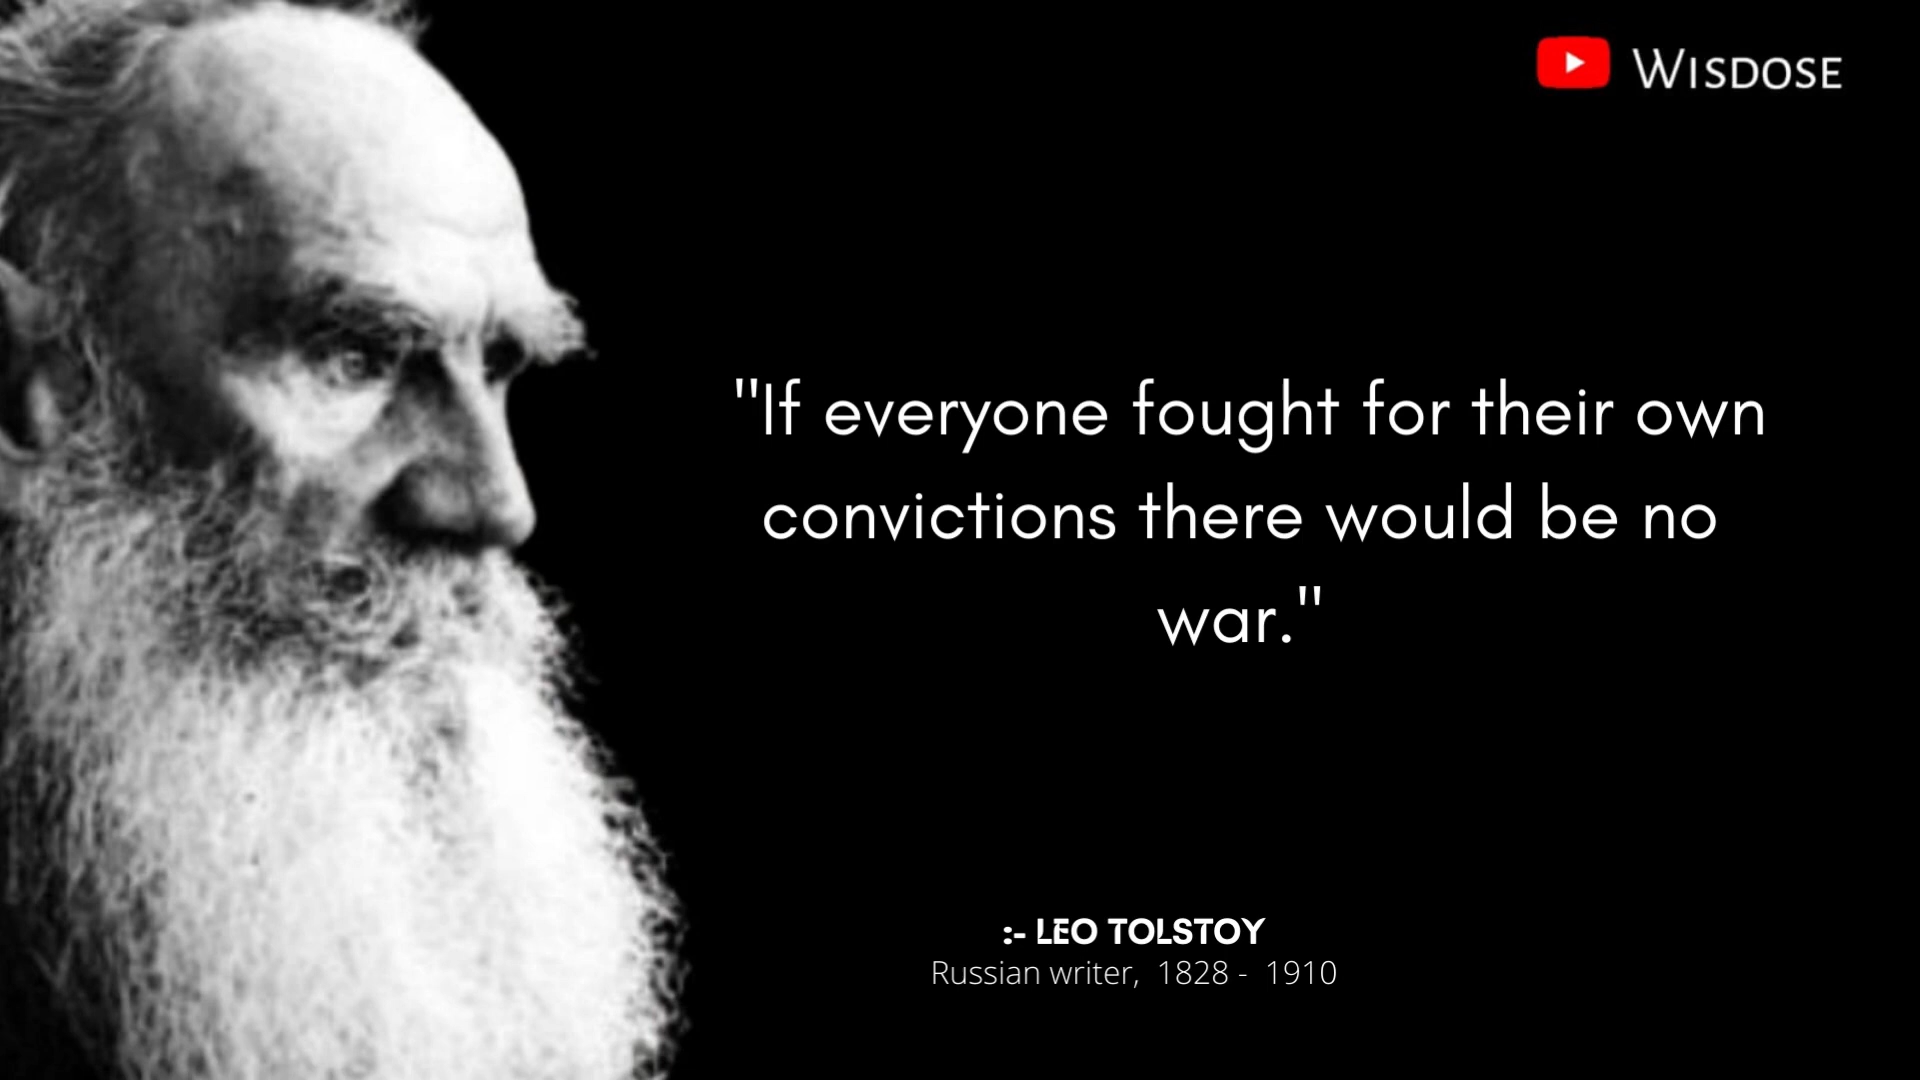 Wisdose
"If everyone fought for their own
convictions there would be no
war."
:- LEO TOLSTOY
Russian writer, 1828 - 1910